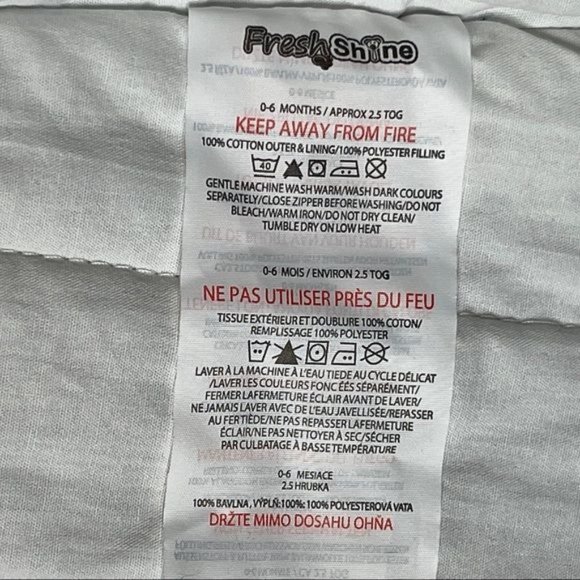 Fresh Shine
0-6 MONTHS / APPROX 2.5 TOG
KEEP AWAY FROM FIRE
100% COTTON OUTER & LINING/100% POLYESTER FILLING
40
GENTLE MACHINE WASH WARM/WASH DARK COLOURS
SEPARATELY/CLOSE ZIPPER BEFORE WASHING/DO NOT
BLEACH/WARM IRON/DO NOT DRY CLEAN/
TUMBLE DRY ON LOW HEAT
0-6 MOIS / ENVIRON 2.5 TOG
NE PAS UTILISER PRÈS DU FEU
TISSUE EXTÉRIEUR ET DOUBLURE 100% COTON/
REMPLISSAGE 100% POLYESTER
LAVER À LA MACHINE À L'EAU TIEDE AU CYCLE DÉLICAT
/LAVER LES COULEURS FONC ÉES SÉPARÉMENT/
FERMER LAFERMETURE ÉCLAIR AVANT DE LAVER/
NE JAMAIS LAVER AVEC DE L'EAU JAVELLISÉE/REPASSER
AU FERTIÈDE/NE PAS REPASSER LAFERMETURE
ÉCLAIR/NE PAS NETTOYER À SEC/SÉCHER
PAR CULBATAGE À BASSE TEMPÉRATURE
0-6 MESIACE
2.5 HRUBKA
100% BAVLNA , VÝPLŇ:100%: 100% POLYESTEROVÁ VATA
DRŽTE MIMO DOSAHU OHŇA